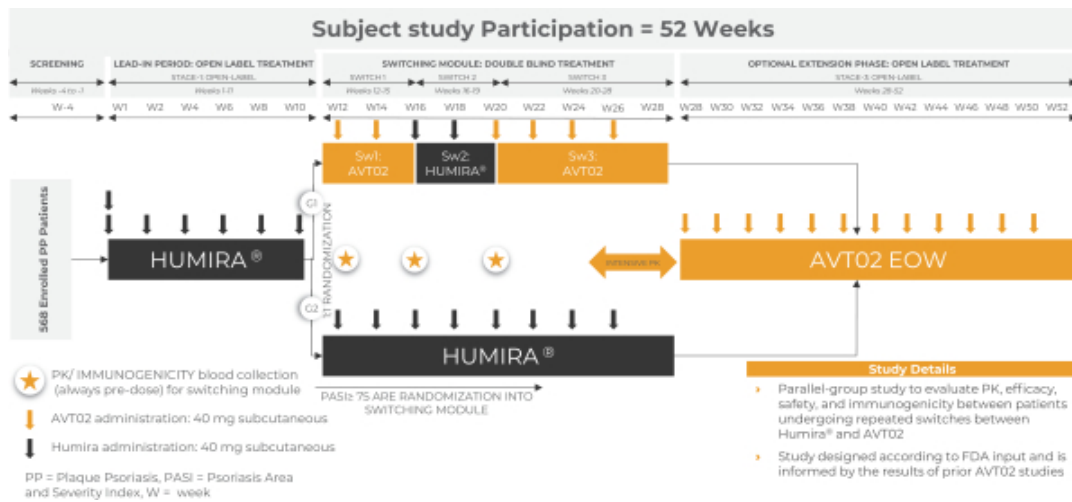 Subject study Participation = 52 Weeks
SCREENING
Weeks -4 to -1
W-4
LEAD-IN PERIOD: OPEN LABEL TREATMENT
STAGE-1: OPEN-LABEL
Weeks 1-11
W1 W2 W4 W6 W8 W10
SWITCHING MODULE: DOUBLE BLIND TREATMENT
SWITCH 1 SWITCH 2 SWITCH 3
Weeks 12-15 Weeks 16-19 Weeks 20-28
W12 W14 W16 W18 W20 W22 W24 W26 W28
OPTIONAL EXTENSION PHASE: OPEN LABEL TREATMENT
STAGE-3: OPEN-LABEL
Weeks 28-52
W28 W30 W32 W34 W36 W38 W40 W42 W44 W46 W48 W50 W52
568 Enrolled PP Patients
HUMIRA®
G1
G2
1:1 RANDOMIZATION
Sw1:
AVT02
Sw2:
HUMIRA®
Sw3:
AVT02
INTENSIVE PK
HUMIRA®
AVT02 EOW
PASI≥ 75 ARE RANDOMIZATION INTO
SWITCHING MODULE
PK/ IMMUNOGENICITY blood collection
(always pre-dose) for switching module
AVT02 administration: 40 mg subcutaneous
Humira administration: 40 mg subcutaneous
PP = Plaque Psoriasis, PASI = Psoriasis Area
and Severity Index, W = week
Study Details
› Parallel-group study to evaluate PK, efficacy,
safety, and immunogenicity between patients
undergoing repeated switches between
Humira® and AVT02
› Study designed according to FDA input and is
informed by the results of prior AVT02 studies